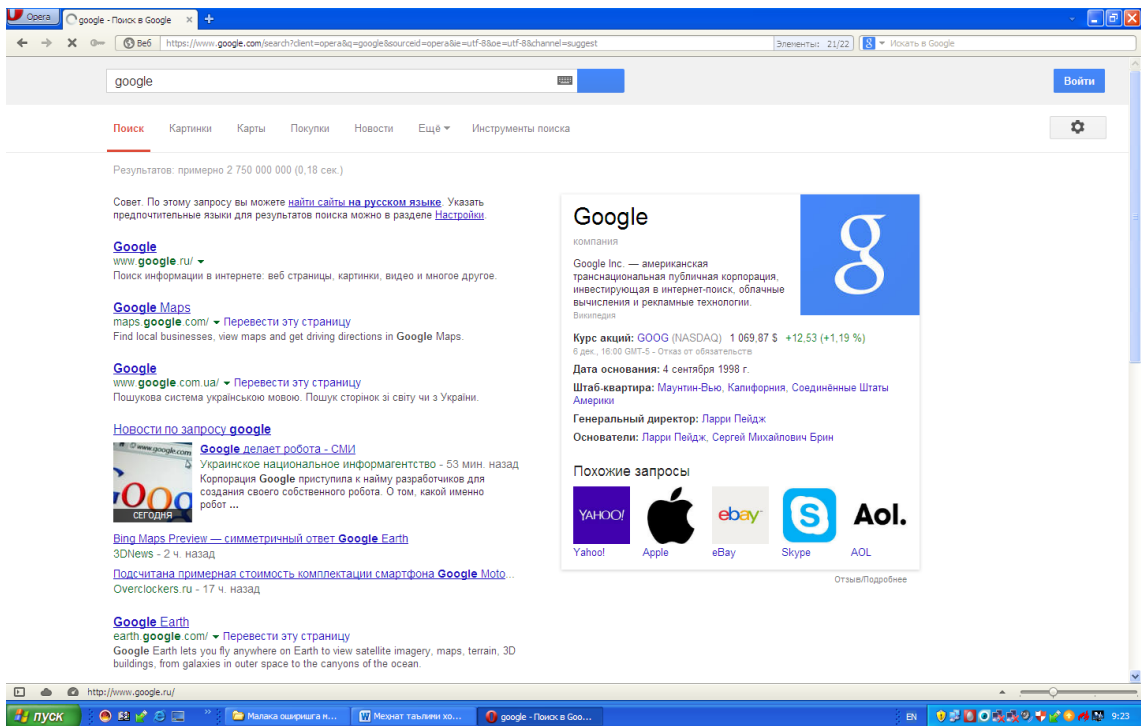 Opera
google - Поиск в Google
Веб
https://www.google.com/search?client=opera&q=google&sourceid=opera&ie=utf-8&oe=utf-8&channel=suggest
Элементы: 21/22
Искать в Google
google
Войти
Поиск Картинки Карты Покупки Новости Ещё Инструменты поиска
Результатов: примерно 2 750 000 000 (0,18 сек.)
Совет. По этому запросу вы можете найти сайты на русском языке. Указать
предпочтительные языки для результатов поиска можно в разделе Настройки.
Google
www.google.ru/
Поиск информации в интернете: веб страницы, картинки, видео и многое другое.
Google Maps
maps.google.com/ Перевести эту страницу
Find local businesses, view maps and get driving directions in Google Maps.
Google
www.google.com.ua/ Перевести эту страницу
Пошукова система українською мовою. Пошук сторінок зі світу чи з України.
Новости по запросу google
www.google.com
СЕГОДНЯ
Google делает робота - СМИ
Украинское национальное информагентство - 53 мин. назад
Корпорация Google приступила к найму разработчиков для
создания своего собственного робота. О том, какой именно
робот ...
Bing Maps Preview — симметричный ответ Google Earth
3DNews - 2 ч. назад
Подсчитана примерная стоимость комплектации смартфона Google Moto...
Overclockers.ru - 17 ч. назад
Google Earth
earth.google.com/ Перевести эту страницу
Google Earth lets you fly anywhere on Earth to view satellite imagery, maps, terrain, 3D
buildings, from galaxies in outer space to the canyons of the ocean.
Google
компания
g
Google Inc. — американская
транснациональная публичная корпорация,
инвестирующая в интернет-поиск, облачные
вычисления и рекламные технологии.
Википедия
Курс акций: GOOG (NASDAQ) 1 069,87 $ +12,53 (+1,19 %)
6 дек., 16:00 GMT-5 - Отказ от обязательств
Дата основания: 4 сентября 1998 г.
Штаб-квартира: Маунтин-Вью, Калифорния, Соединённые Штаты
Америки
Генеральный директор: Ларри Пейдж
Основатели: Ларри Пейдж, Сергей Михайлович Брин
Похожие запросы
YAHOO! ebay S Aol.
Yahoo! Apple eBay Skype AOL
Отзыв/Подробнее
http://www.google.ru/
пуск
Малака оширишга м...
Мехнат таълими хо...
google - Поиск в Goo...
EN
9:23